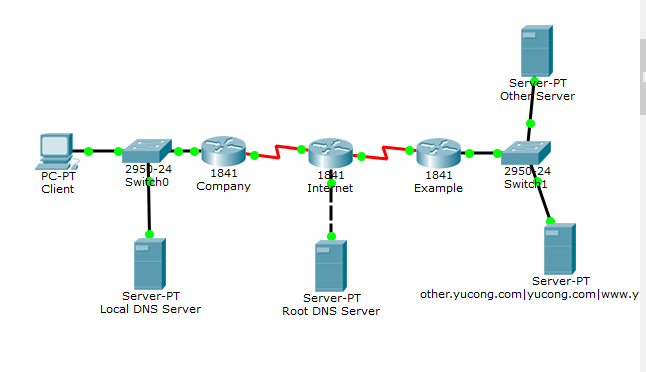 Server-PT
Other Server
PC-PT
Client
2950-24
Switch0
1841
Company
1841
Internet
1841
Example
2950-24
Switch1
Server-PT
Local DNS Server
Server-PT
Root DNS Server
Server-PT
other.yucong.com|yucong.com|www.y